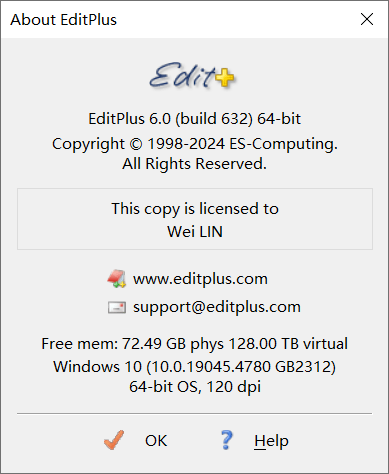 About EditPlus
Edit+
EditPlus 6.0 (build 632) 64-bit
Copyright © 1998-2024 ES-Computing.
All Rights Reserved.
This copy is licensed to
Wei LIN
www.editplus.com
support@editplus.com
Free mem: 72.49 GB phys 128.00 TB virtual
Windows 10 (10.0.19045.4780 GB2312)
64-bit OS, 120 dpi
OK
Help